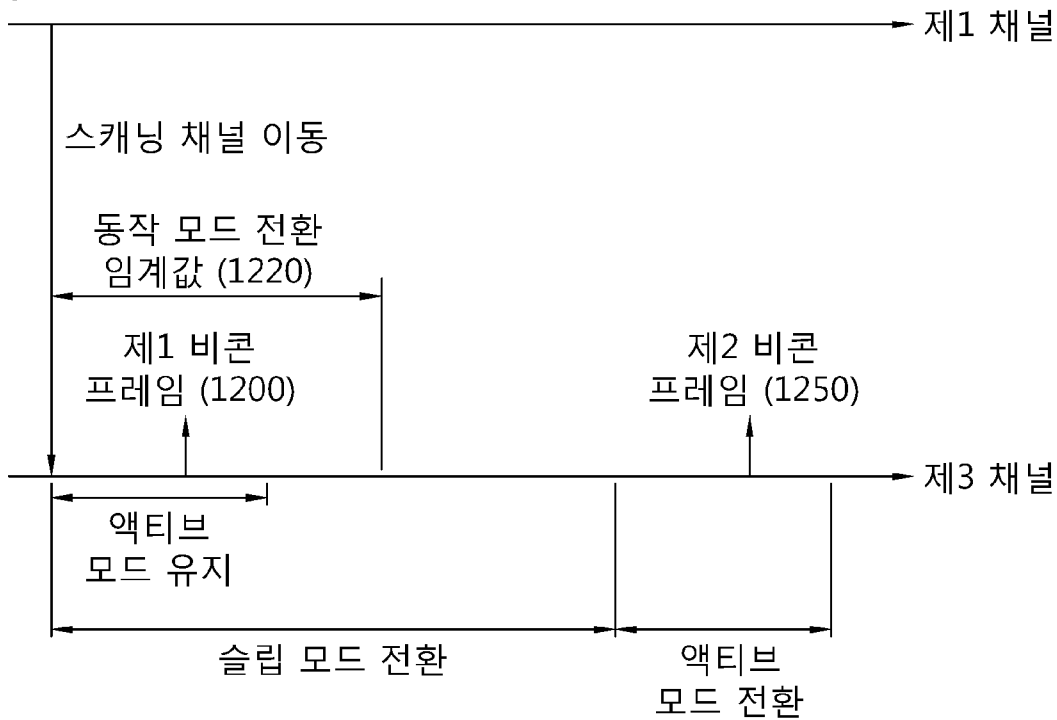 제1 채널
스캐닝 채널 이동
동작 모드 전환
임계값 (1220)
제1 비콘
프레임 (1200)
제2 비콘
프레임 (1250)
제3 채널
액티브
모드 유지
슬립 모드 전환
액티브
모드 전환